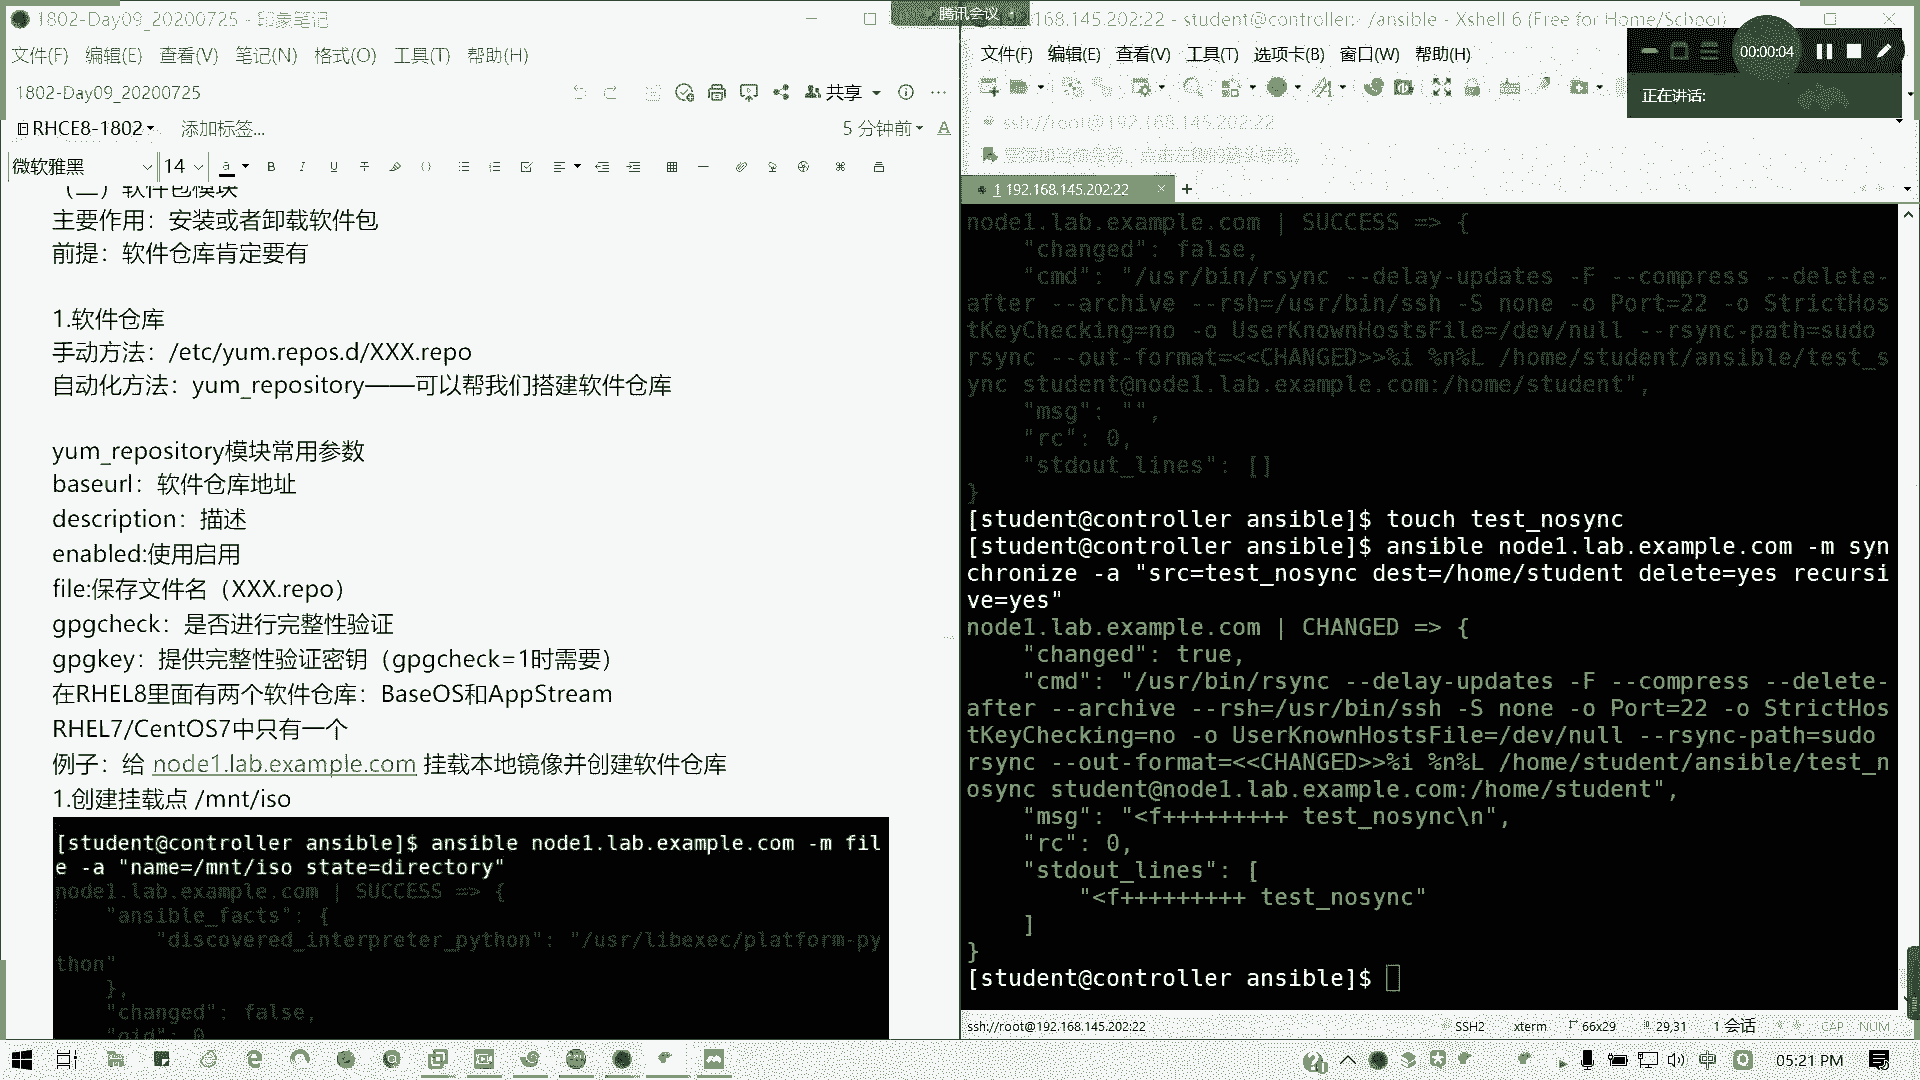 1802-Day09_20200725 - 印象笔记
文件(F) 编辑(E) 查看(V) 笔记(N) 格式(O) 工具(T) 帮助(H)
1802-Day09_20200725
共享
RHCE8-1802
添加标签...
5 分钟前
微软雅黑
14
（二）软件包模块
主要作用：安装或者卸载软件包
前提：软件仓库肯定要有
1.软件仓库
手动方法：/etc/yum.repos.d/XXX.repo
自动化方法：yum_repository——可以帮我们搭建软件仓库
yum_repository模块常用参数
baseurl：软件仓库地址
description：描述
enabled:使用启用
file:保存文件名（XXX.repo）
gpgcheck：是否进行完整性验证
gpgkey：提供完整性验证密钥（gpgcheck=1时需要）
在RHEL8里面有两个软件仓库：BaseOS和AppStream
RHEL7/CentOS7中只有一个
例子：给 node1.lab.example.com 挂载本地镜像并创建软件仓库
1.创建挂载点 /mnt/iso
[student@controller ansible]$ ansible node1.lab.example.com -m fil
e -a "name=/mnt/iso state=directory"
node1.lab.example.com | SUCCESS => {
"ansible_facts": {
"discovered_interpreter_python": "/usr/libexec/platform-py
thon"
},
"changed": false,
"gid": 0
腾讯会议
192.168.145.202:22 - student@controller:~/ansible - Xshell 6 (Free for Home/School)
文件(F) 编辑(E) 查看(V) 工具(T) 选项卡(B) 窗口(W) 帮助(H)
00:00:04
正在讲话:
ssh://root@192.168.145.202:22
1 192.168.145.202:22
node1.lab.example.com | SUCCESS => {
"changed": false,
"cmd": "/usr/bin/rsync --delay-updates -F --compress --delete-
after --archive --rsh=/usr/bin/ssh -S none -o Port=22 -o StrictHos
tKeyChecking=no -o UserKnownHostsFile=/dev/null --rsync-path=sudo
rsync --out-format=<<CHANGED>>%i %n%L /home/student/ansible/test_s
ync student@node1.lab.example.com:/home/student",
"msg": "",
"rc": 0,
"stdout_lines": []
}
[student@controller ansible]$ touch test_nosync
[student@controller ansible]$ ansible node1.lab.example.com -m syn
chronize -a "src=test_nosync dest=/home/student delete=yes recursi
ve=yes"
node1.lab.example.com | CHANGED => {
"changed": true,
"cmd": "/usr/bin/rsync --delay-updates -F --compress --delete-
after --archive --rsh=/usr/bin/ssh -S none -o Port=22 -o StrictHos
tKeyChecking=no -o UserKnownHostsFile=/dev/null --rsync-path=sudo
rsync --out-format=<<CHANGED>>%i %n%L /home/student/ansible/test_n
osync student@node1.lab.example.com:/home/student",
"msg": "<f+++++++++ test_nosync\n",
"rc": 0,
"stdout_lines": [
"<f+++++++++ test_nosync"
]
}
[student@controller ansible]$
ssh://root@192.168.145.202:22
SSH2 xterm 66x29 29,31 1 会话 CAP NUM
中
05:21 PM